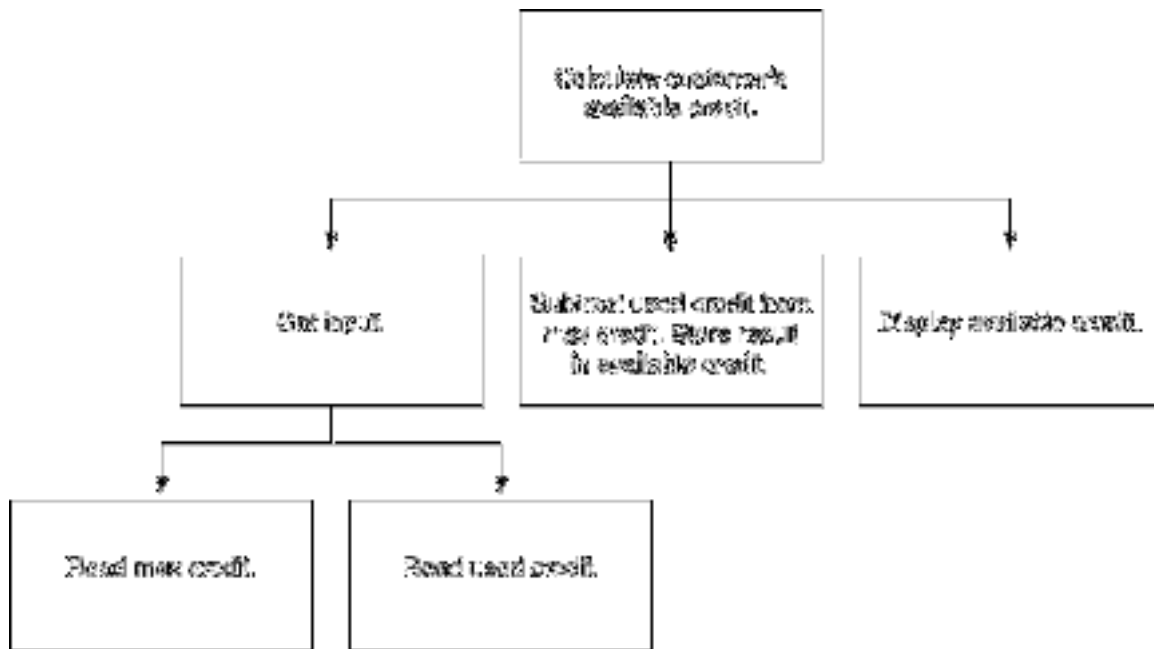 Calculate customer's
available credit.
Get input.
Subtract used credit from
max credit. Store result
in available credit.
Display available credit.
Read max credit.
Read used credit.